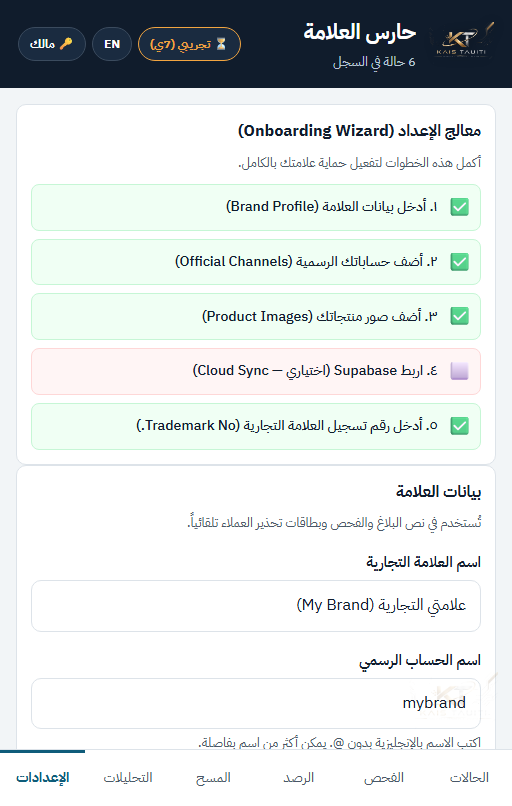 حارس العلامة
6 حالة في السجل
⏳ تجريبي (7ي)
EN
🔑 مالك
KT
KAIS TAUITI
معالج الإعداد (Onboarding Wizard)
أكمل هذه الخطوات لتفعيل حماية علامتك بالكامل.
✅ ١. أدخل بيانات العلامة (Brand Profile)
✅ ٢. أضف حساباتك الرسمية (Official Channels)
✅ ٣. أضف صور منتجاتك (Product Images)
٤. اربط Supabase (اختياري — Cloud Sync)
✅ ٥. أدخل رقم تسجيل العلامة التجارية (Trademark No.)
بيانات العلامة
تُستخدم في نص البلاغ والفحص وبطاقات تحذير العملاء تلقائياً.
اسم العلامة التجارية
علامتي التجارية (My Brand)
اسم الحساب الرسمي
mybrand
اكتب الاسم بالإنجليزية بدون @. يمكن أكثر من اسم بفاصلة.
الحالات
الفحص
الرصد
المسح
التحليلات
الإعدادات